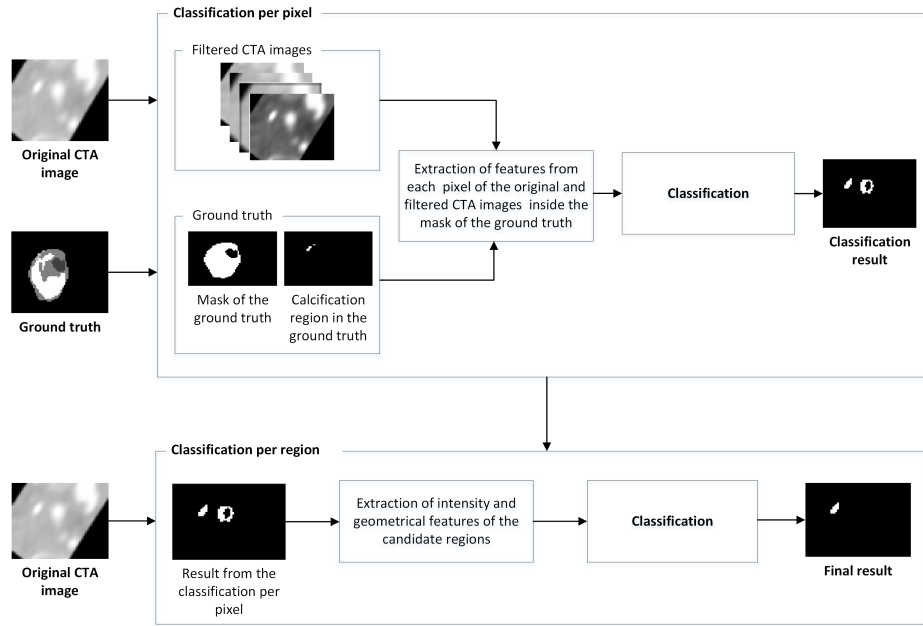 Classification per pixel
Filtered CTA images
Original CTA
image
Extraction of features from
each pixel of the original and
filtered CTA images inside the
mask of the ground truth
Classification
Classification
result
Ground truth
Ground truth
Mask of the
ground truth
Calcification
region in the
ground truth
Classification per region
Original CTA
image
Result from the
classification per
pixel
Extraction of intensity and
geometrical features of the
candidate regions
Classification
Final result